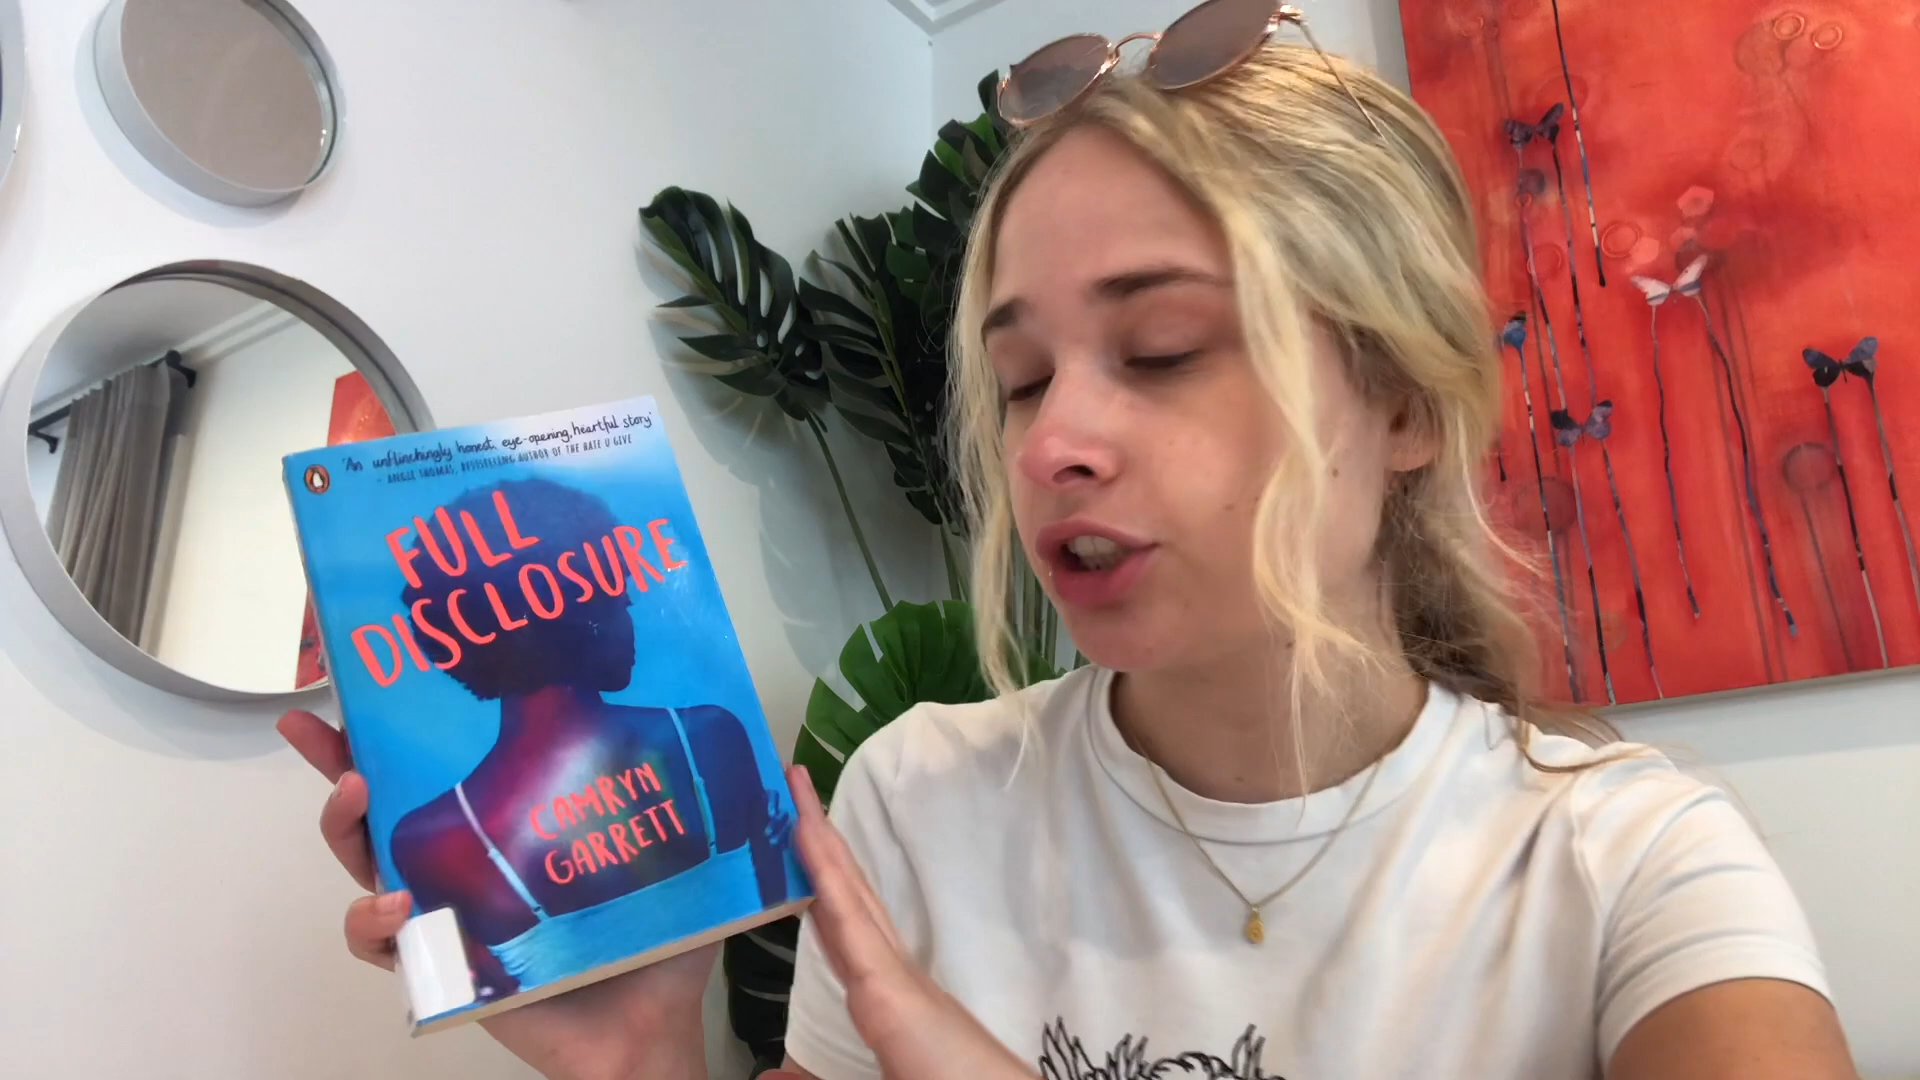 'An unflinchingly honest, eye-opening, heartful story'
- ANGIE THOMAS, BESTSELLING AUTHOR OF THE HATE U GIVE
FULL
DISCLOSURE
CAMRYN
GARRETT